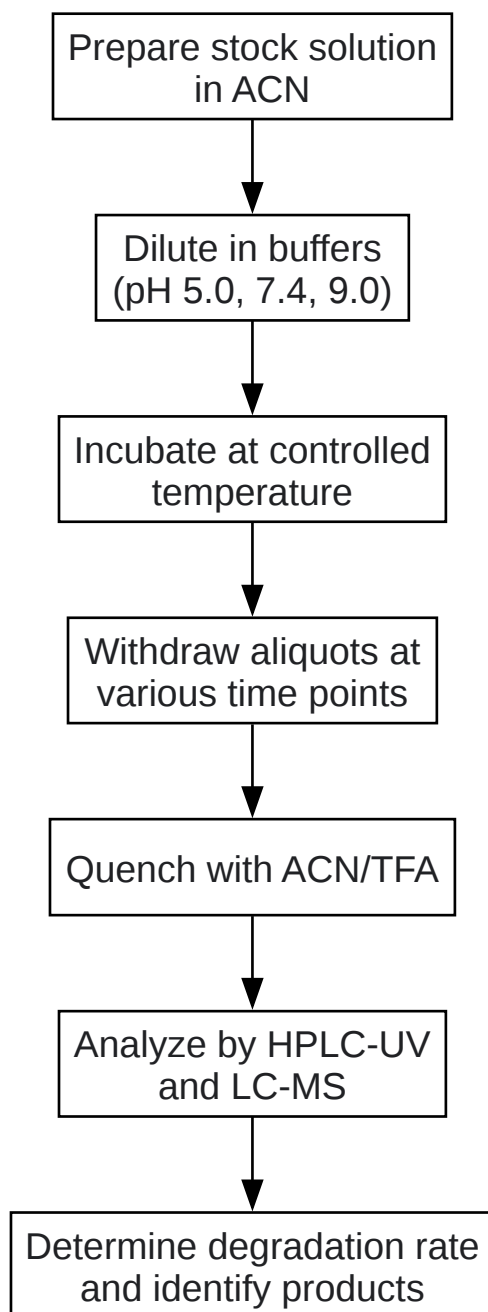 Prepare stock solution
in ACN
Dilute in buffers
(pH 5.0, 7.4, 9.0)
Incubate at controlled
temperature
Withdraw aliquots at
various time points
Quench with ACN/TFA
Analyze by HPLC-UV
and LC-MS
Determine degradation rate
and identify products